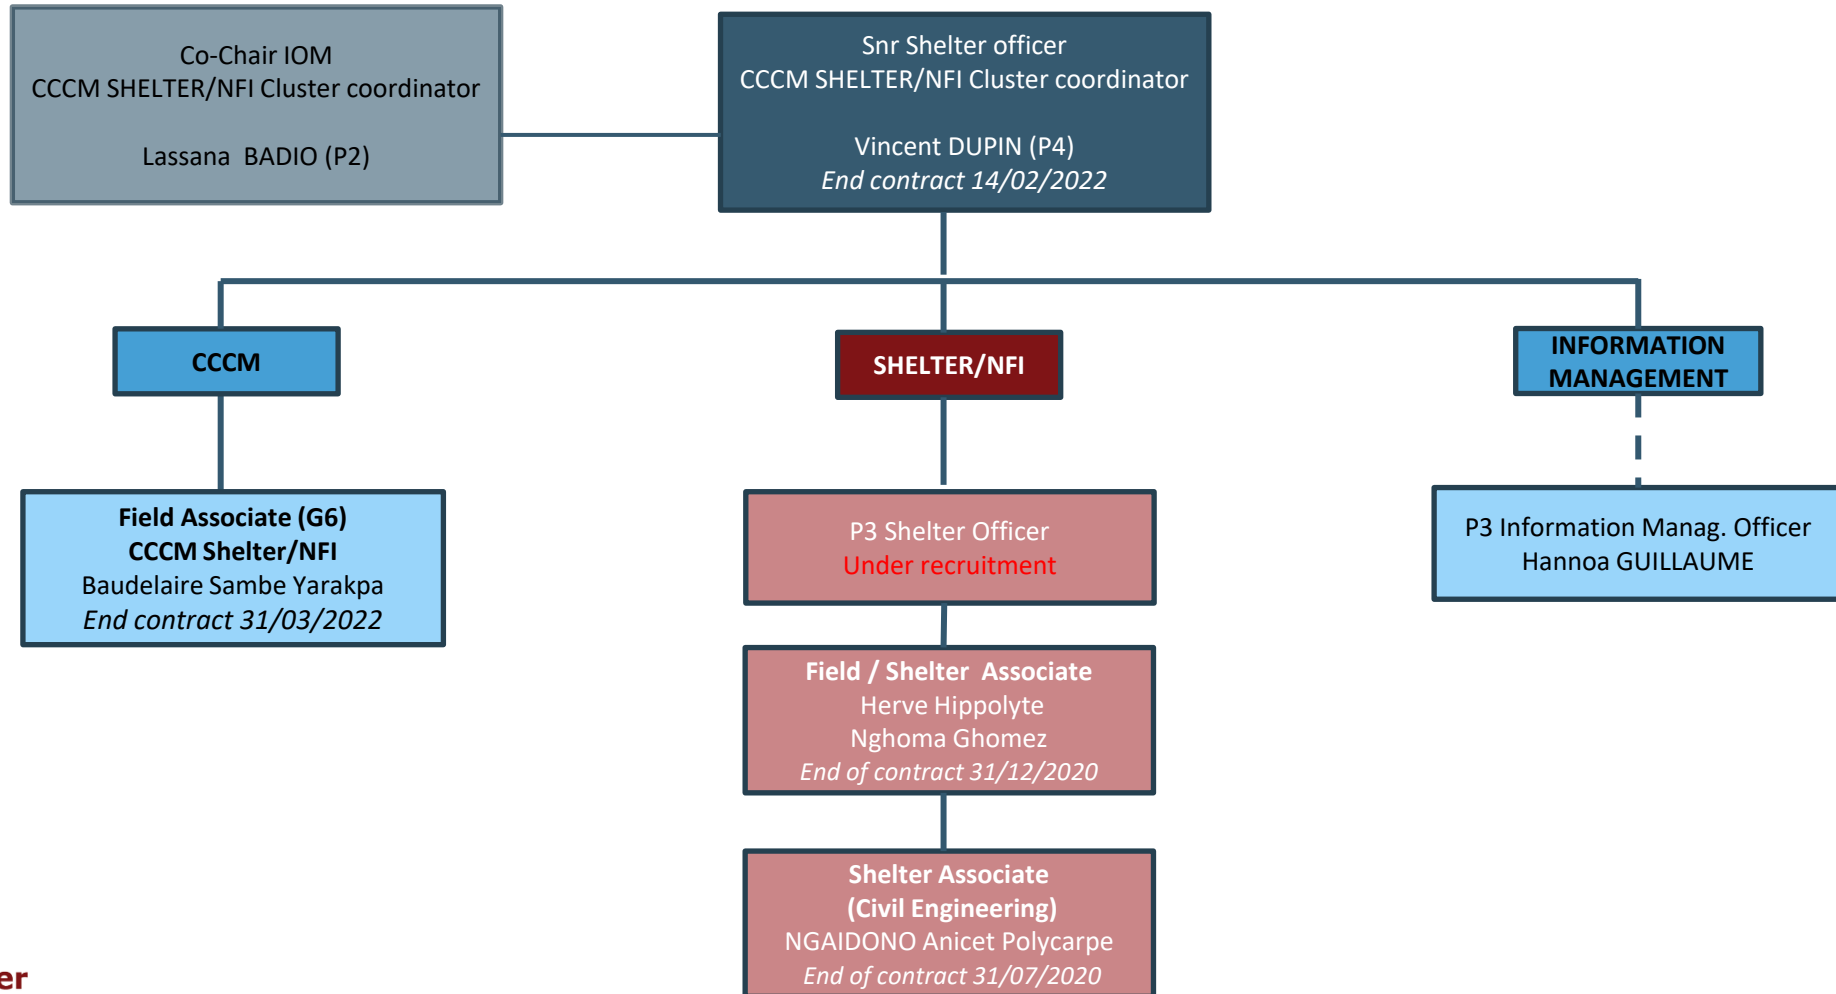 Co-Chair IOM
CCCM SHELTER/NFI Cluster coordinator
Lassana BADIO (P2)
Snr Shelter officer
CCCM SHELTER/NFI Cluster coordinator
Vincent DUPIN (P4)
End contract 14/02/2022
CCCM
SHELTER/NFI
INFORMATION
MANAGEMENT
Field Associate (G6)
CCCM Shelter/NFI
Baudelaire Sambe Yarakpa
End contract 31/03/2022
P3 Shelter Officer
Under recruitment
P3 Information Manag. Officer
Hannoa GUILLAUME
Field / Shelter Associate
Herve Hippolyte
Nghoma Ghomez
End of contract 31/12/2020
Shelter Associate
(Civil Engineering)
NGAIDONO Anicet Polycarpe
End of contract 31/07/2020
er